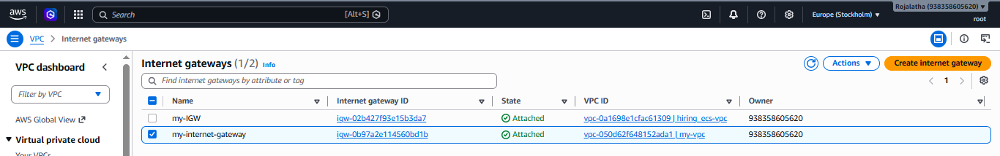 aws Search [Alt+S] Europe (Stockholm) ▼ Rojalatha (938358605620) ▼
root
VPC > Internet gateways
VPC dashboard
Filter by VPC
AWS Global View
Virtual private cloud
Your VPCs
Internet gateways (1/2) Info Actions Create internet gateway
Find internet gateways by attribute or tag 1
Name Internet gateway ID State VPC ID Owner
my-IGW igw-02b427f93e15b3da7 Attached vpc-0a1698e1cfac61309 | hiring_ecs-vpc 938358605620
my-internet-gateway igw-0b97a2e114560bd1b Attached vpc-050d62f648152ada1 | my-vpc 938358605620